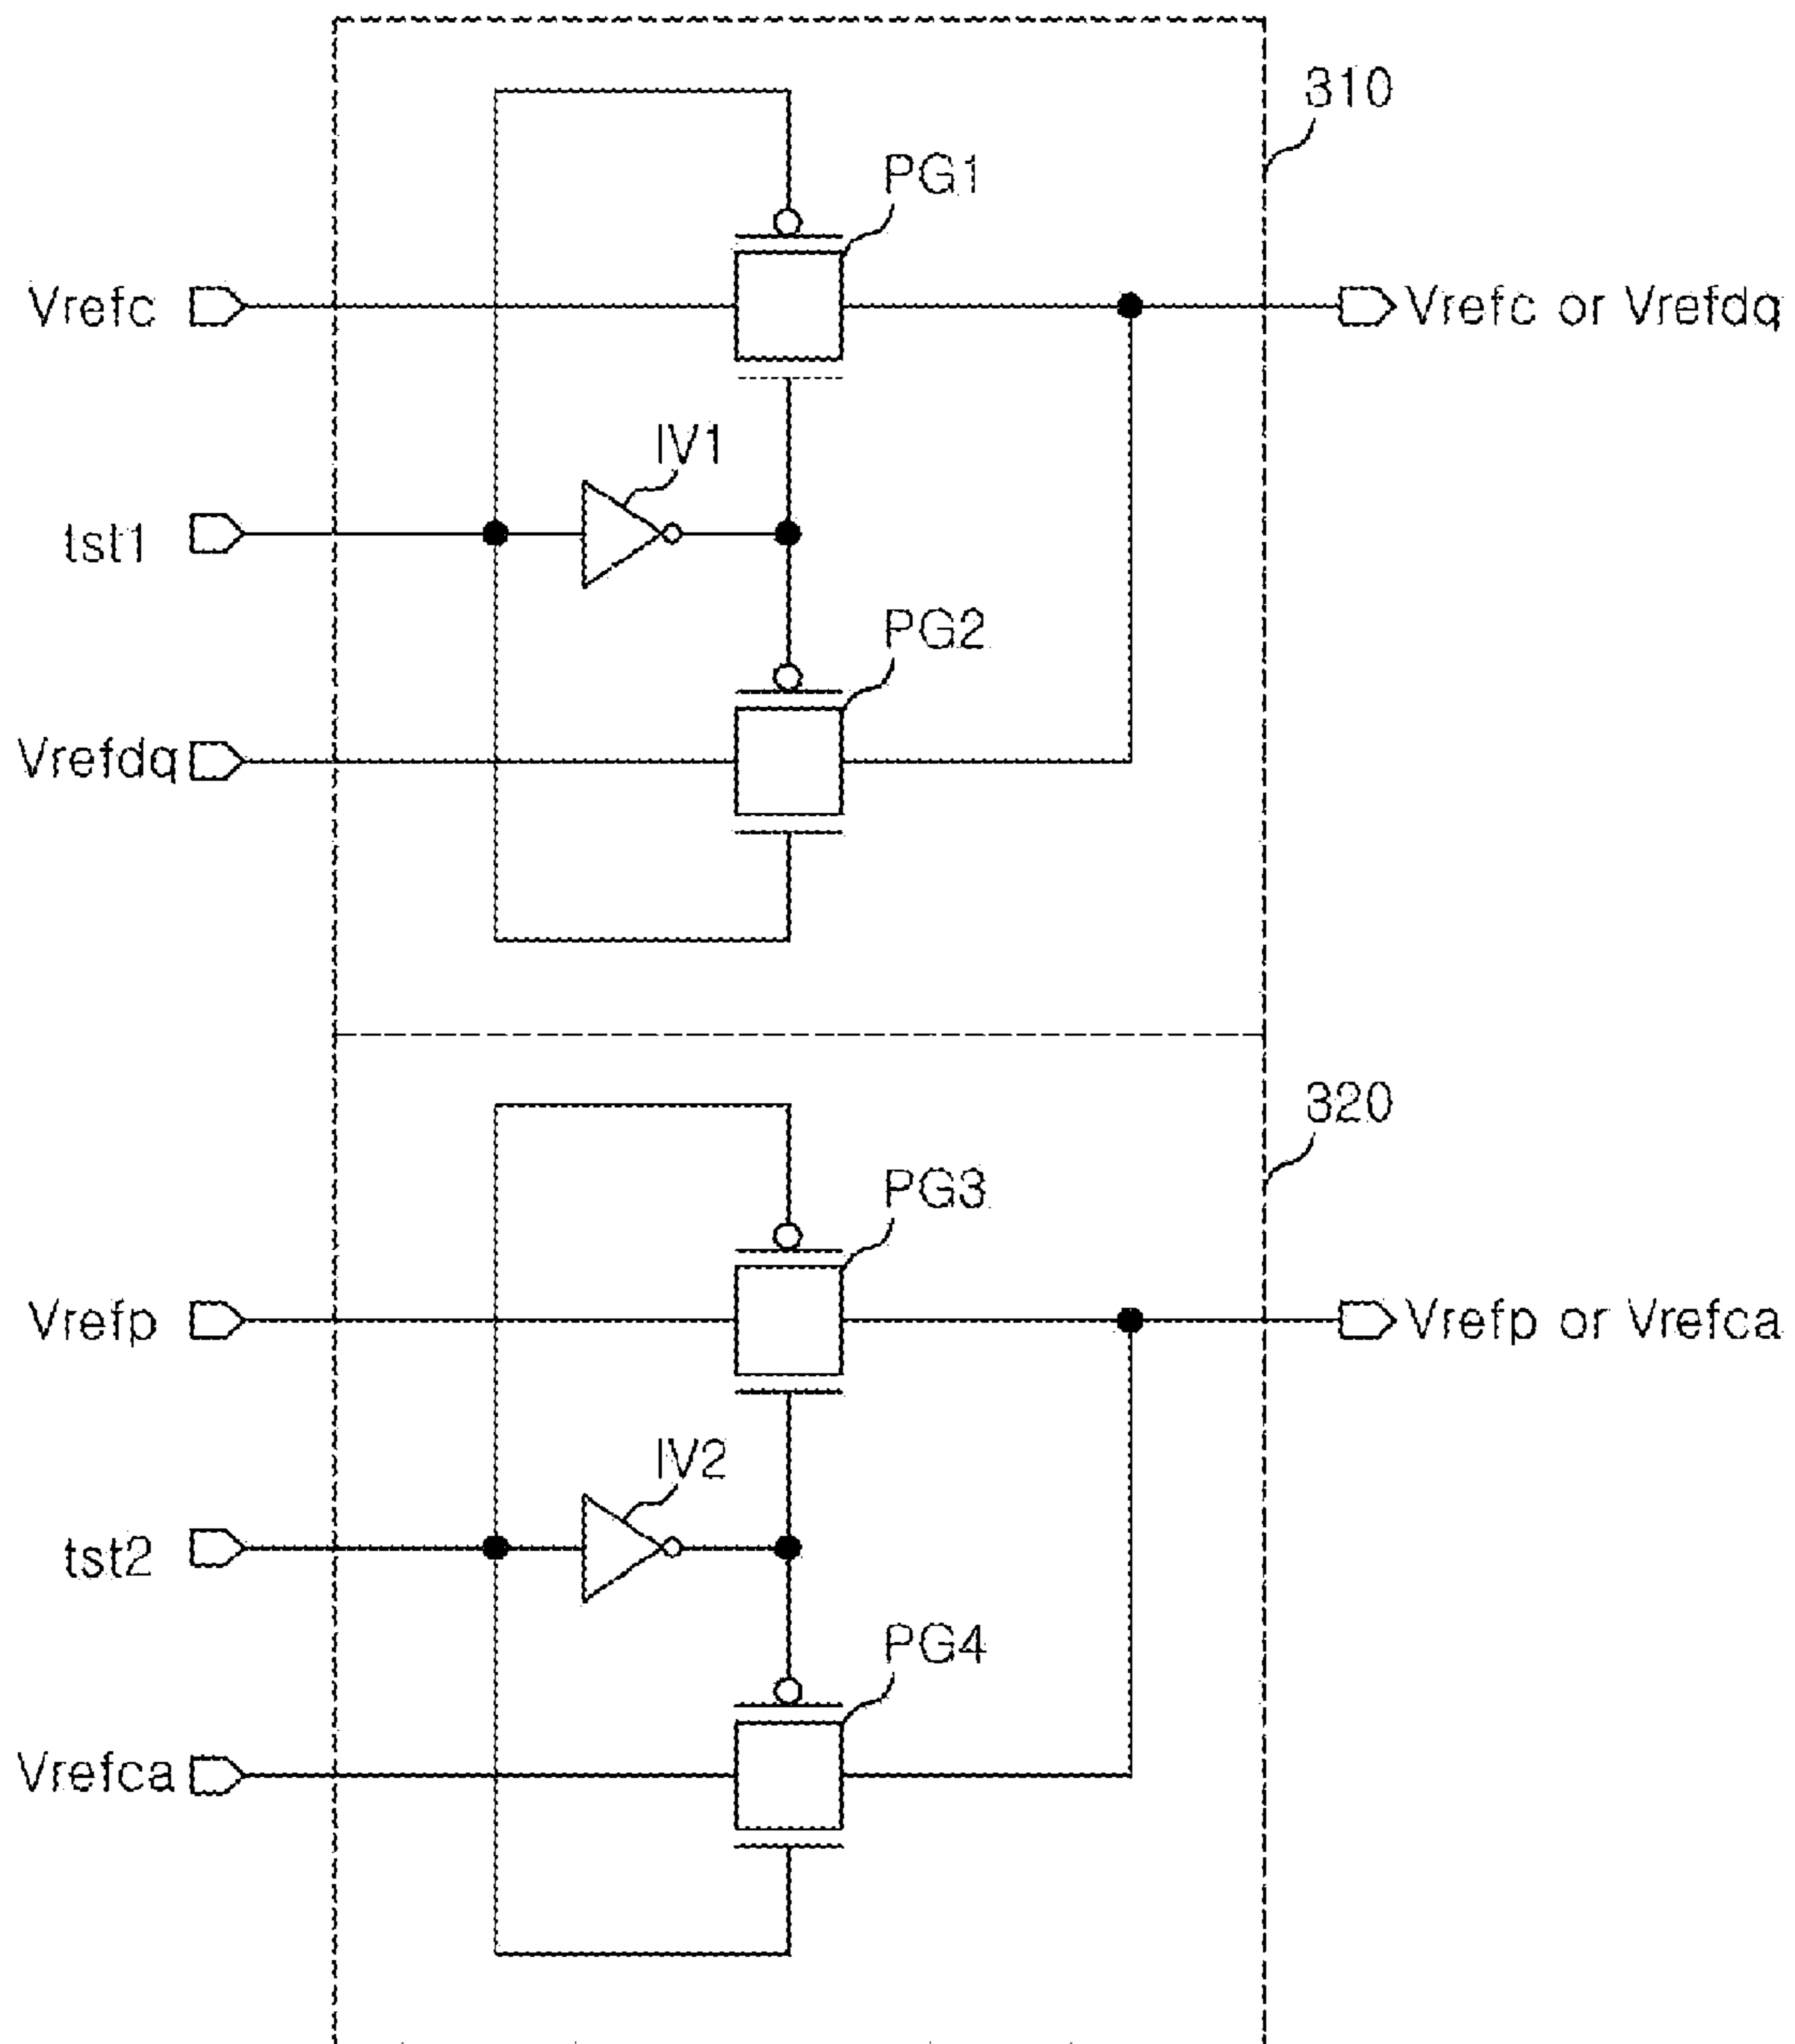 310
PG1
Vrefc
Vrefc or Vrefdq
IV1
tst1
PG2
Vrefdq
320
PG3
Vrefp
Vrefp or Vrefca
IV2
tst2
PG4
Vrefca